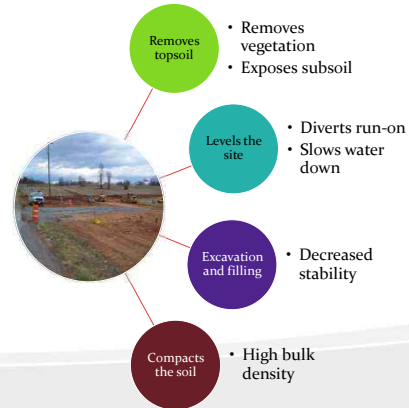 Removes
topsoil
• Removes
vegetation
• Exposes subsoil
Levels the
site
• Diverts run-on
• Slows water
down
Excavation
and filling
• Decreased
stability
Compacts
the soil
• High bulk
density